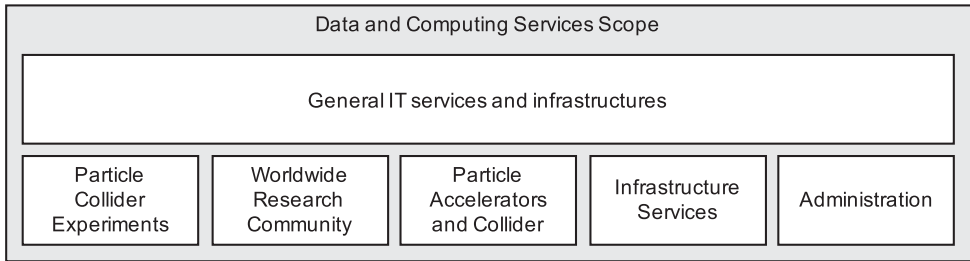 Data and Computing Services Scope
General IT services and infrastructures
Particle
Collider
Experiments
Worldwide
Research
Community
Particle
Accelerators
and Collider
Infrastructure
Services
Administration